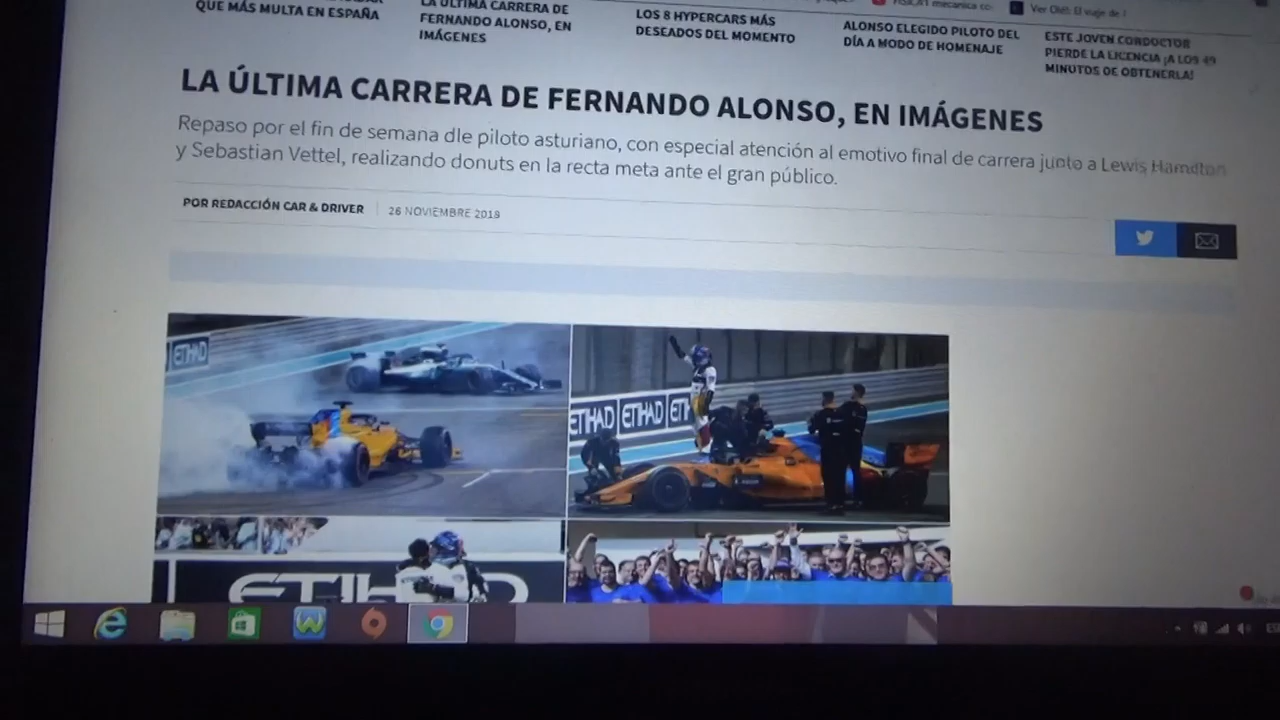 QUE MÁS MULTA EN ESPAÑA
LA ÚLTIMA CARRERA DE
FERNANDO ALONSO, EN
IMÁGENES
LOS 8 HYPERCARS MÁS
DESEADOS DEL MOMENTO
ALONSO ELEGIDO PILOTO DEL
DÍA A MODO DE HOMENAJE
ESTE JOVEN CONDUCTOR
PIERDE LA LICENCIA ¡A LOS 49
MINUTOS DE OBTENERLA!
LA ÚLTIMA CARRERA DE FERNANDO ALONSO, EN IMÁGENES
Repaso por el fin de semana dle piloto asturiano, con especial atención al emotivo final de carrera junto a Lewis Hamilton
y Sebastian Vettel, realizando donuts en la recta meta ante el gran público.
POR REDACCIÓN CAR & DRIVER
26 NOVIEMBRE 2018
ETIHAD
ETIHAD ETIHAD ETI
ETIHAD